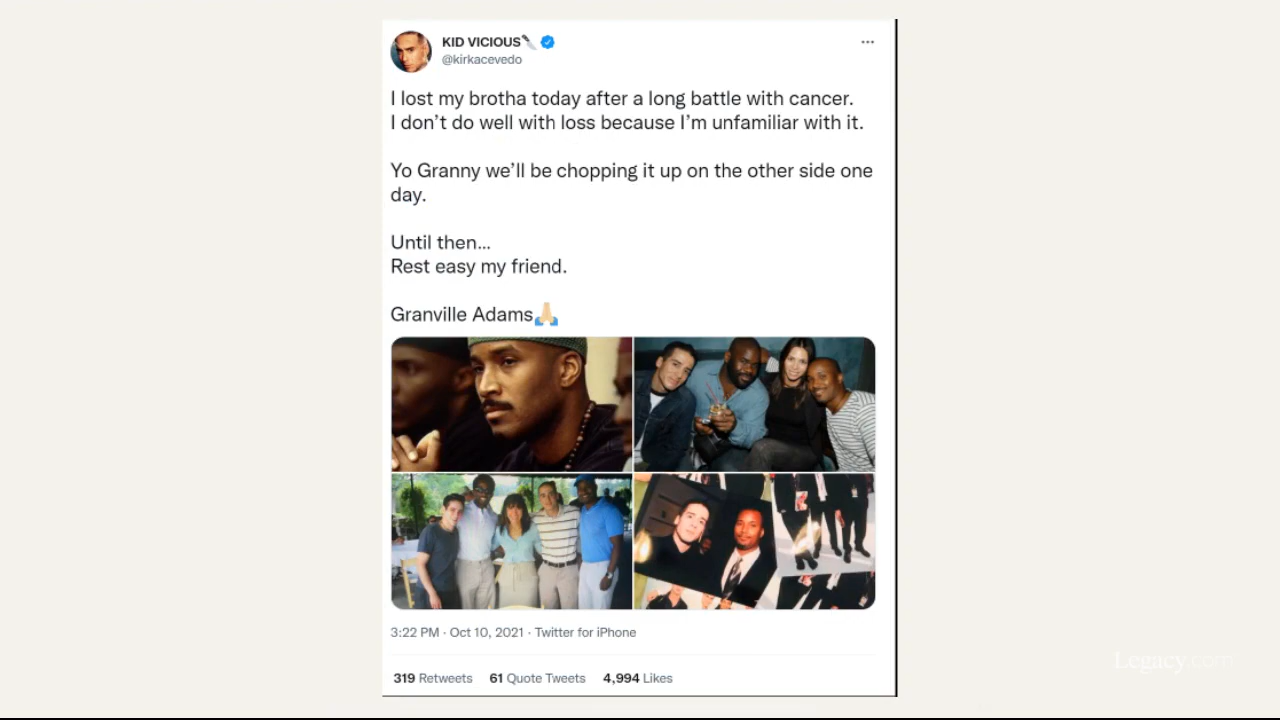 KID VICIOUS🔪
@kirkacevedo
I lost my brotha today after a long battle with cancer.
I don’t do well with loss because I’m unfamiliar with it.
Yo Granny we’ll be chopping it up on the other side one
day.
Until then...
Rest easy my friend.
Granville Adams🙏🏼
3:22 PM · Oct 10, 2021 · Twitter for iPhone
319 Retweets 61 Quote Tweets 4,994 Likes
Legacy.com